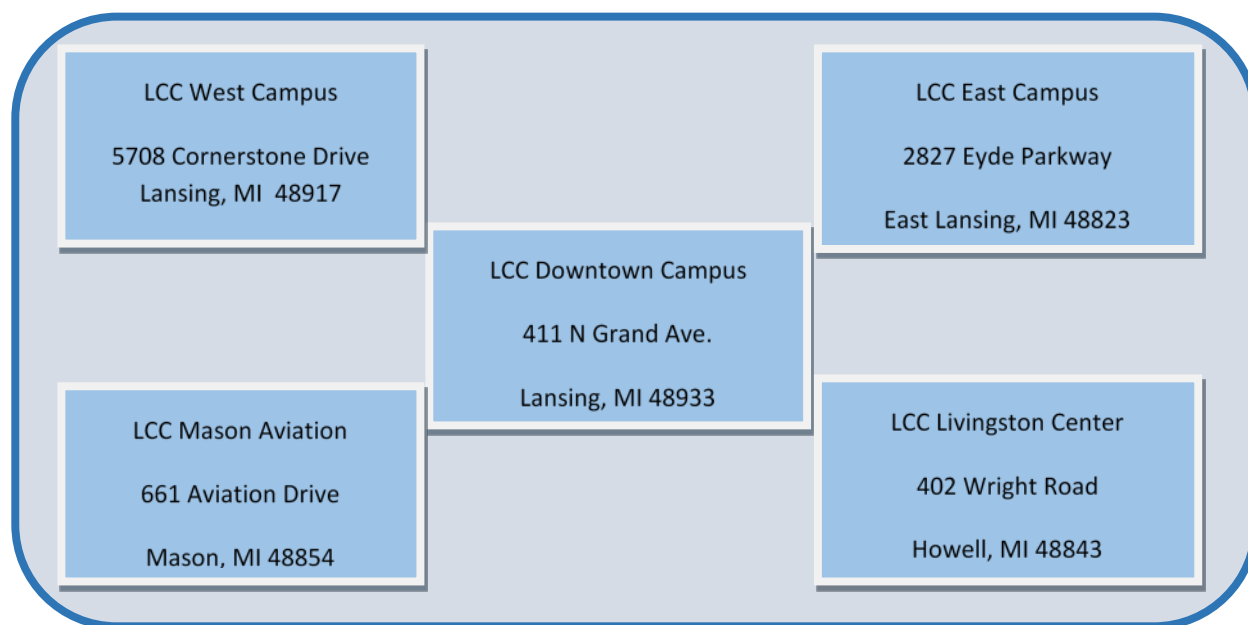 LCC West Campus
5708 Cornerstone Drive
Lansing, MI  48917
LCC East Campus
2827 Eyde Parkway
East Lansing, MI 48823
LCC Downtown Campus
411 N Grand Ave.
Lansing, MI 48933
LCC Mason Aviation
661 Aviation Drive
Mason, MI 48854
LCC Livingston Center
402 Wright Road
Howell, MI 48843